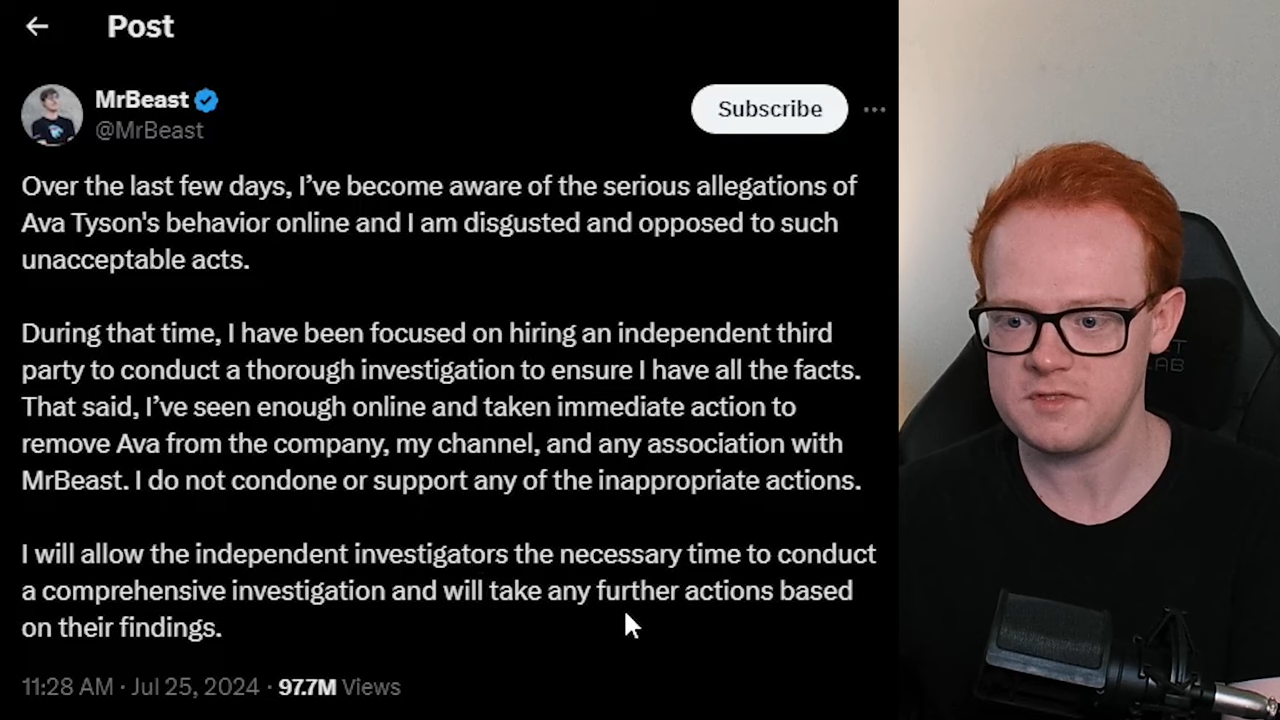 Post
MrBeast
@MrBeast
Subscribe
Over the last few days, I’ve become aware of the serious allegations of
Ava Tyson's behavior online and I am disgusted and opposed to such
unacceptable acts.
During that time, I have been focused on hiring an independent third
party to conduct a thorough investigation to ensure I have all the facts.
That said, I’ve seen enough online and taken immediate action to
remove Ava from the company, my channel, and any association with
MrBeast. I do not condone or support any of the inappropriate actions.
I will allow the independent investigators the necessary time to conduct
a comprehensive investigation and will take any further actions based
on their findings.
11:28 AM · Jul 25, 2024 · 97.7M Views